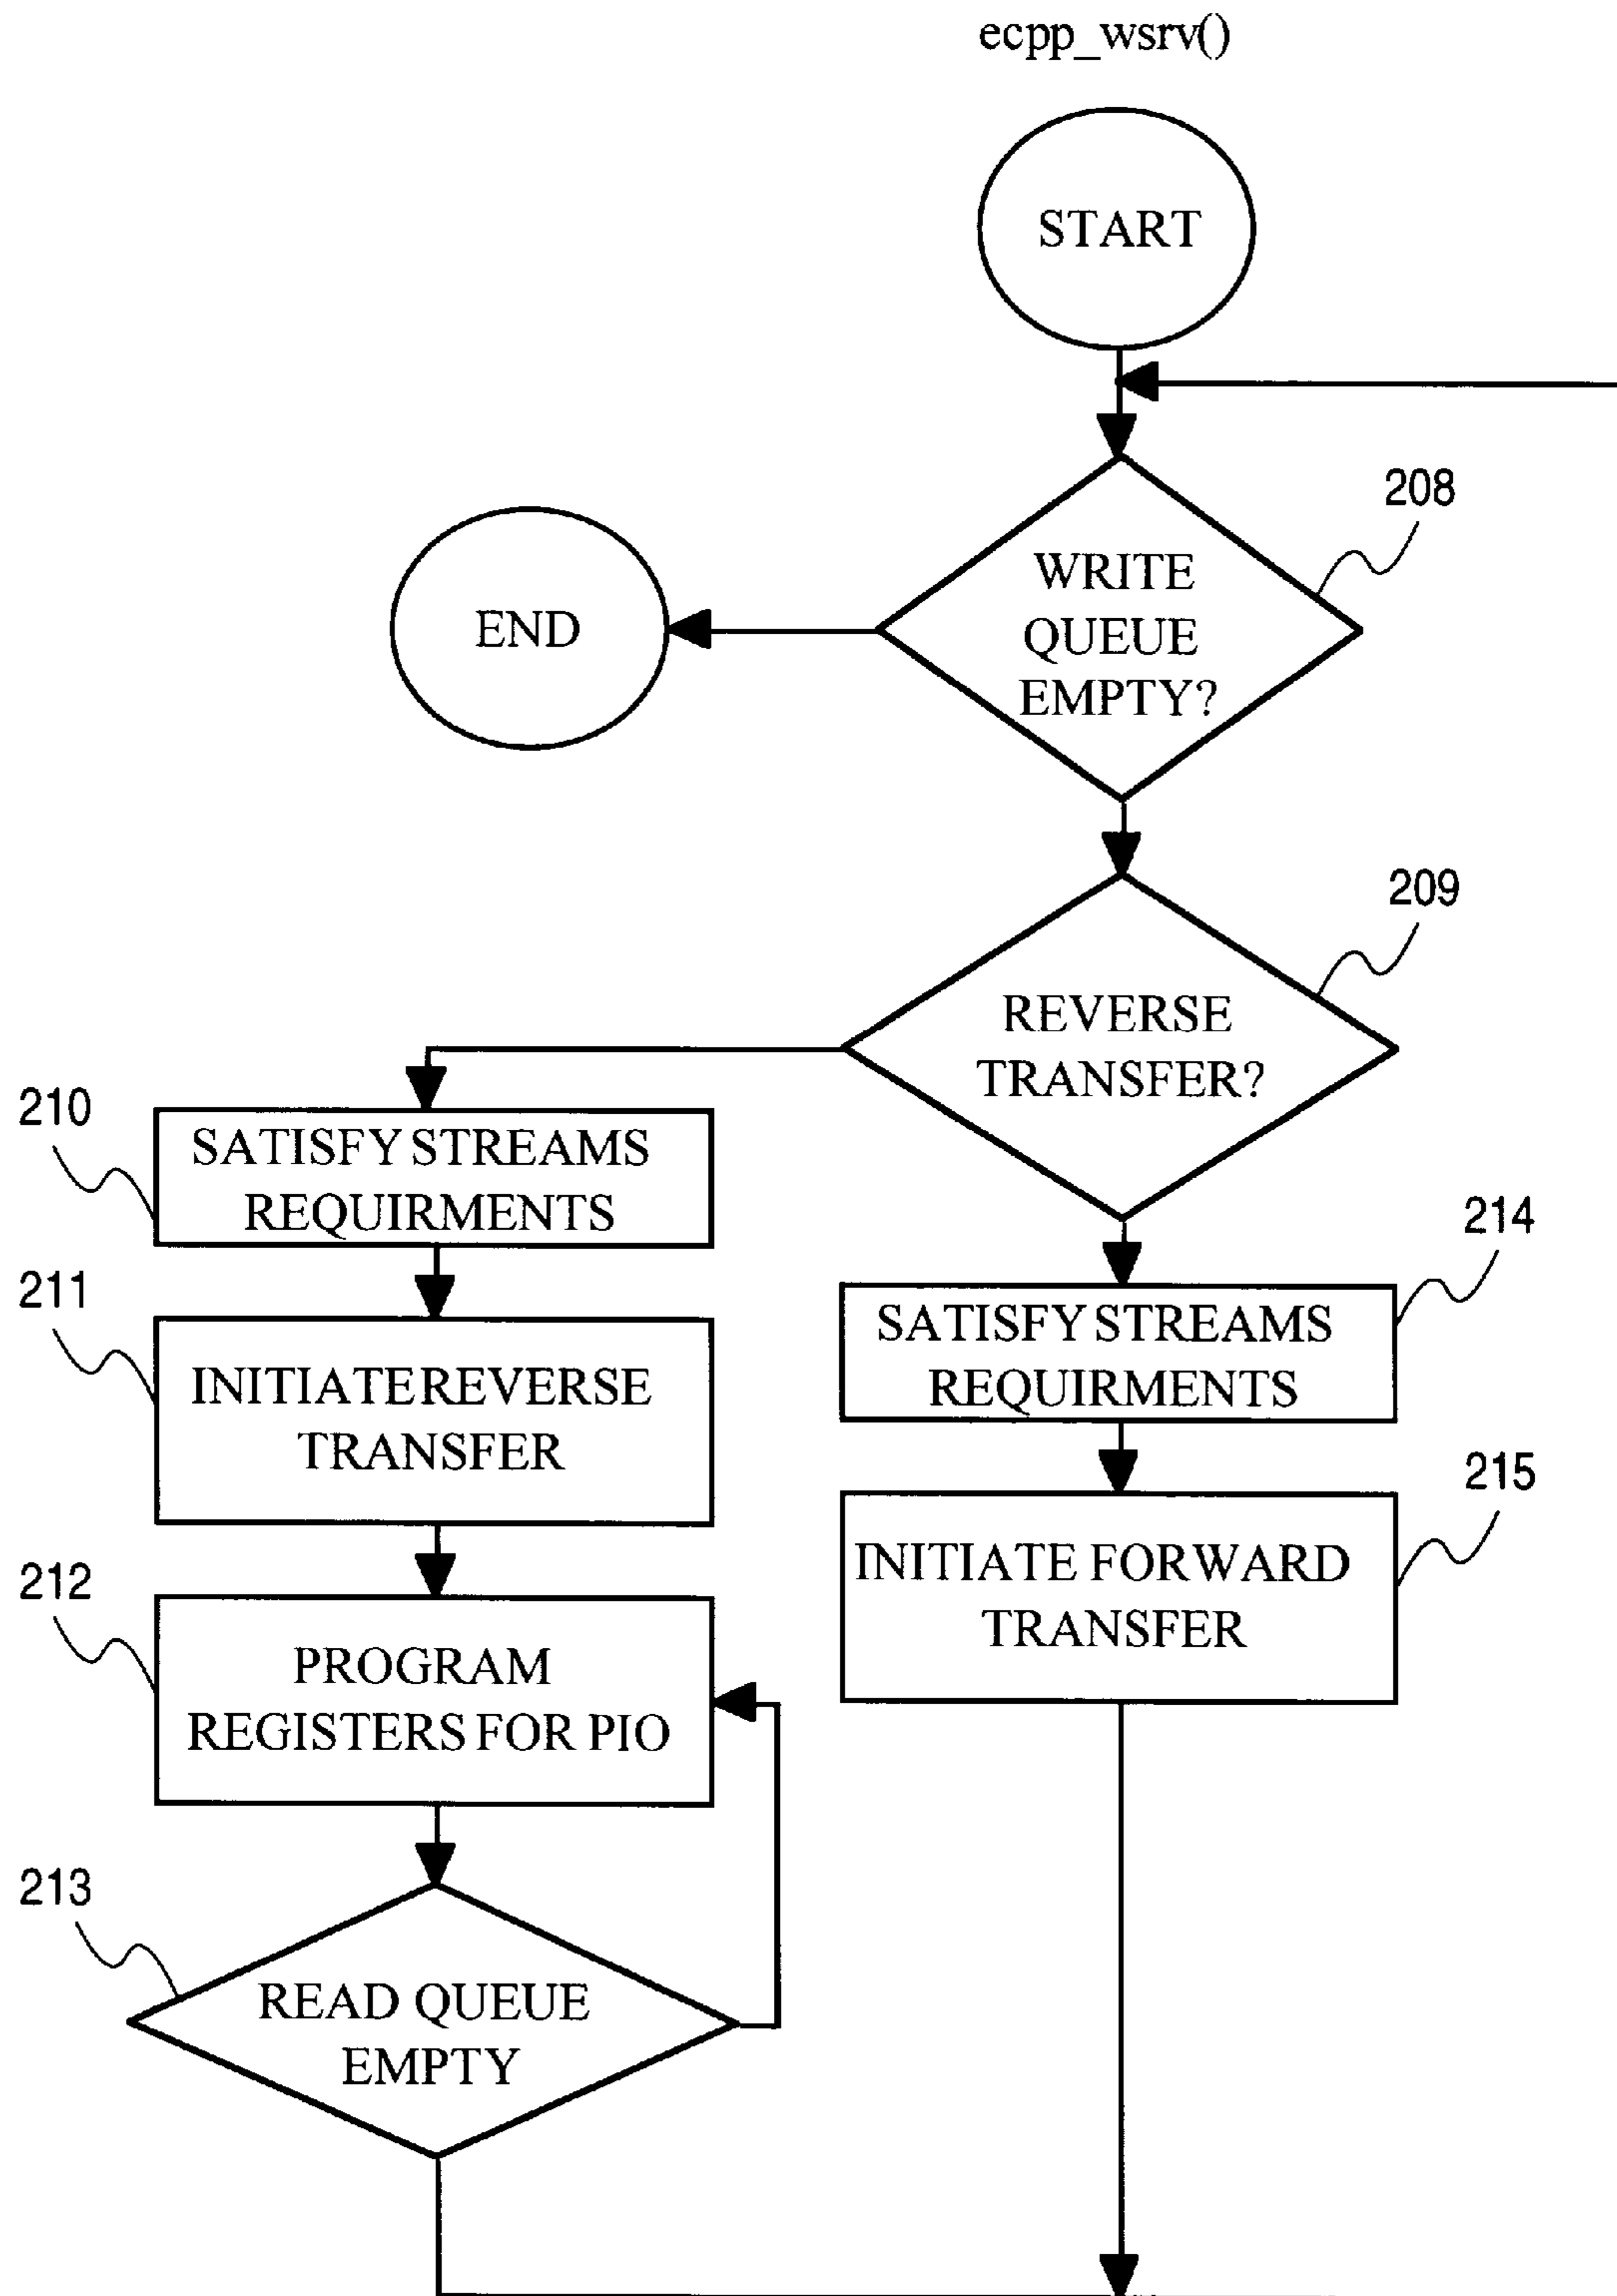 ecpp_wsrv()
START
208
WRITE
QUEUE
EMPTY?
END
209
REVERSE
TRANSFER?
210
SATISFY STREAMS
REQUIRMENTS
211
INITIATE REVERSE
TRANSFER
212
PROGRAM
REGISTERS FOR PIO
213
READ QUEUE
EMPTY
214
SATISFY STREAMS
REQUIRMENTS
215
INITIATE FORWARD
TRANSFER